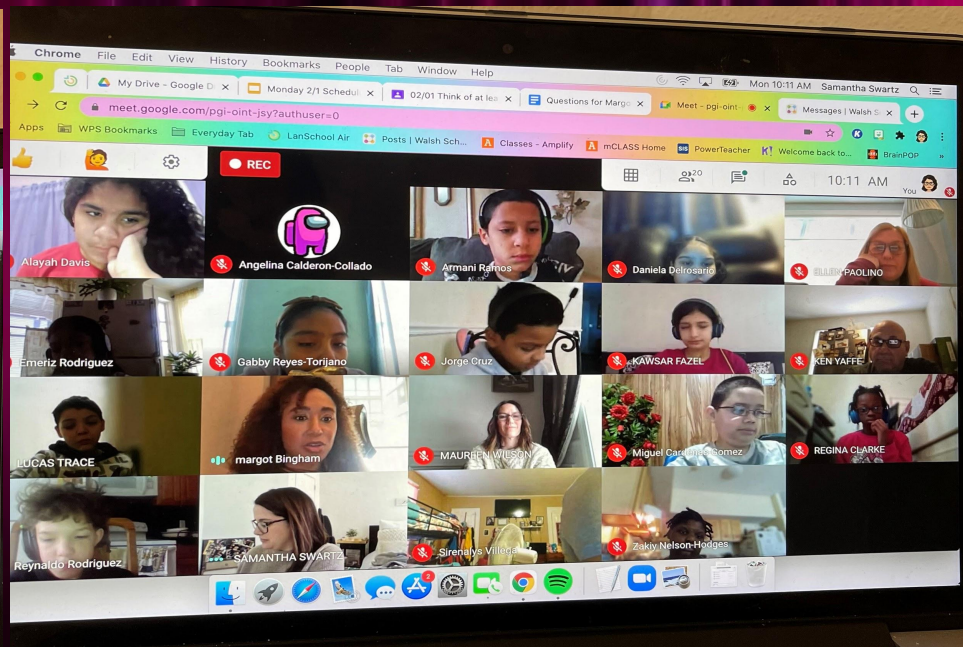 Chrome File Edit View History Bookmarks People Tab Window Help
Mon 10:11 AM Samantha Swartz
My Drive - Google D
Monday 2/1 Schedul
02/01 Think of at lea
Questions for Marg
Meet - pgi-oint-
Messages | Walsh S
meet.google.com/pgi-oint-jsy?authuser=0
Apps WPS Bookmarks Everyday Tab LanSchool Air Posts | Walsh Sch... Classes - Amplify mCLASS Home SIS PowerTeacher K! Welcome back to... BrainPOP »
REC
20
10:11 AM
You
Alayah Davis
Angelina Calderon-Collado
Armani Ramos
Daniela Delrosario
ELLEN PAOLINO
Emeriz Rodriguez
Gabby Reyes-Torijano
Jorge Cruz
KAWSAR FAZEL
KEN YAFFE
LUCAS TRACE
margot Bingham
MAUREEN WILSON
Miguel Gomez
REGINA CLARKE
Reynaldo Rodriguez
SAMANTHA SWARTZ
Sirenalys Villeda
Zakiy Nelson-Hodges
2